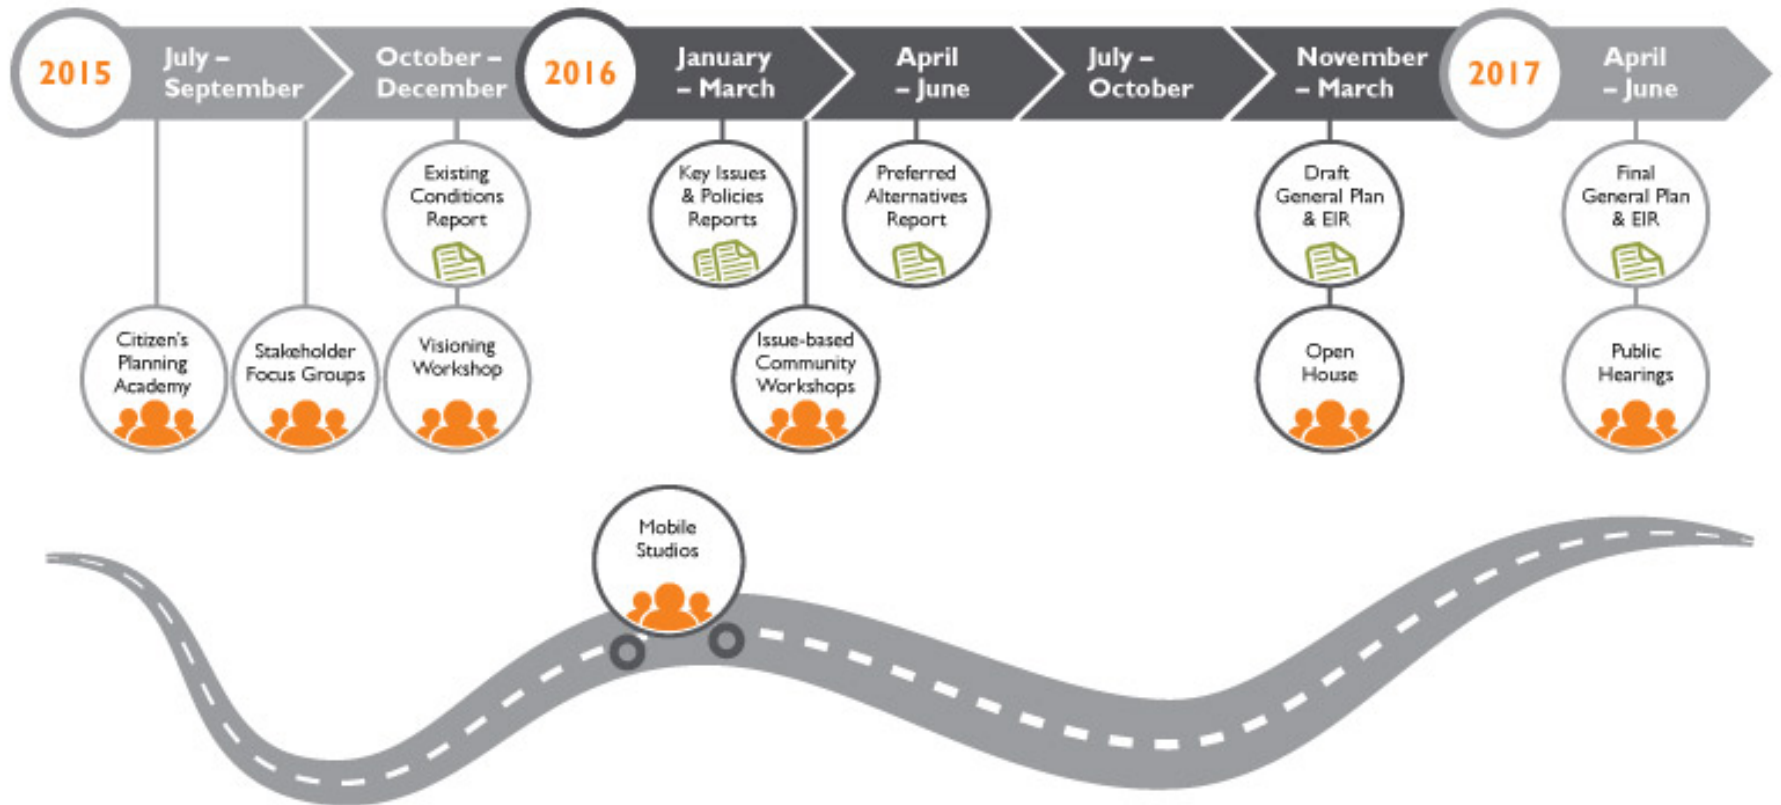 2015
July –
September
October –
December
2016
January
– March
April
– June
July –
October
November
– March
2017
April
– June
Existing
Conditions
Report
Key Issues
& Policies
Reports
Preferred
Alternatives
Report
Draft
General Plan
& EIR
Final
General Plan
& EIR
Citizen's
Planning
Academy
Stakeholder
Focus Groups
Visioning
Workshop
Issue-based
Community
Workshops
Open
House
Public
Hearings
Mobile
Studios